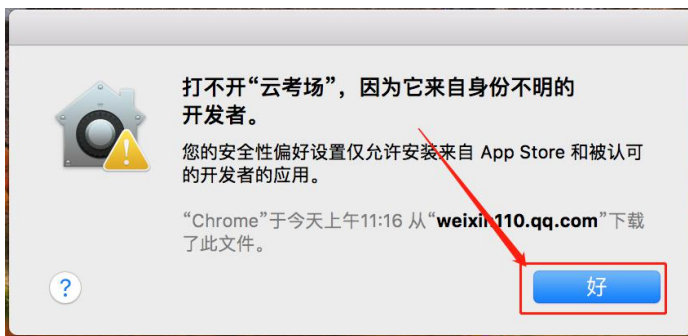 打不开“云考场”，因为它来自身份不明的
开发者。
您的安全性偏好设置仅允许安装来自 App Store 和被认可
的开发者的应用。
“Chrome”于今天上午11:16 从“weixin110.qq.com”下载
了此文件。
?
好